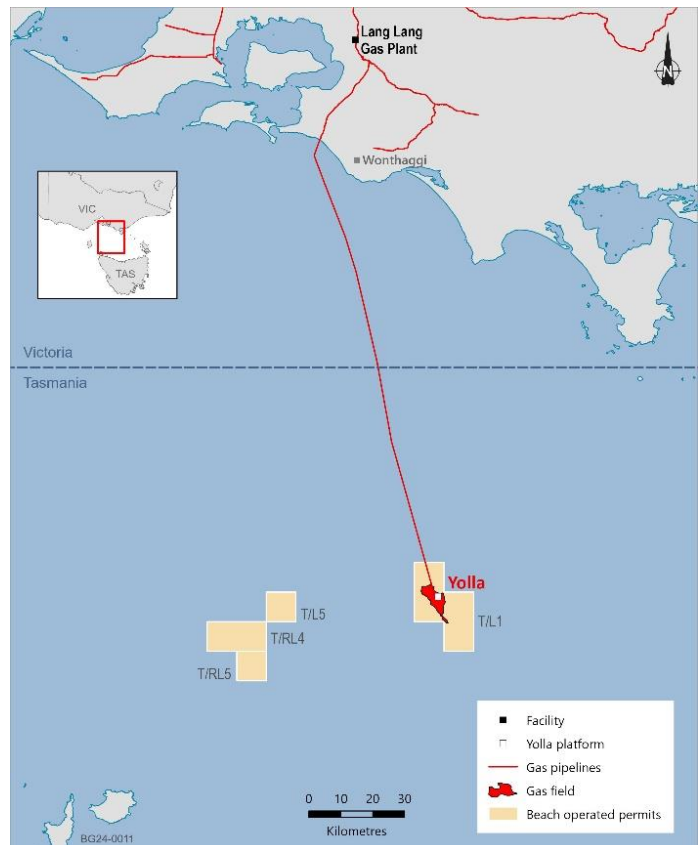 Lang Lang
Gas Plant
N
Wonthaggi
VIC
TAS
Victoria
Tasmania
Yolla
T/L1
T/L5
T/RL4
T/RL5
Facility
Yolla platform
Gas pipelines
Gas field
Beach operated permits
0 10 20 30
Kilometres
BG24-0011